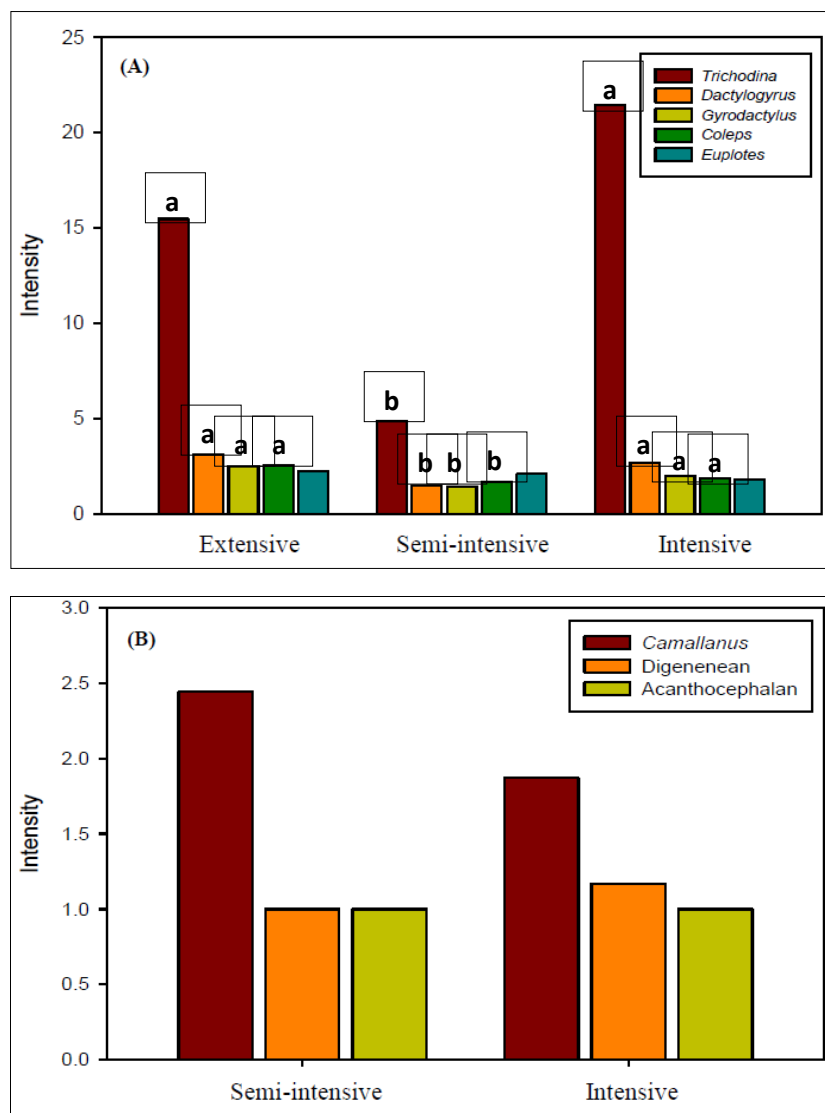 (A)
Trichodina
Dactylogyrus
Gyrodactylus
Coleps
Euplotes
Intensity
25
20
15
10
5
0
a
a
a
a
b
b
b
b
a
a
a
a
Extensive
Semi-intensive
Intensive
(B)
Camallanus
Digenenean
Acanthocephalan
Intensity
3.0
2.5
2.0
1.5
1.0
0.5
0.0
Semi-intensive
Intensive